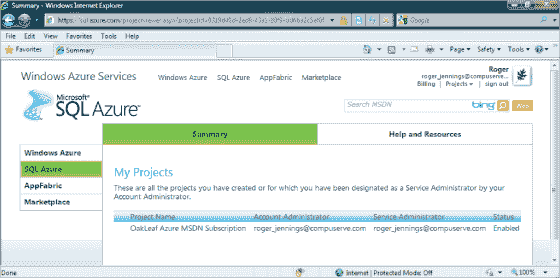 Summary - Windows Internet Explorer
Google
File Edit View Favorites Tools Help
Favorites Summary
Page Safety Tools
Windows Azure Services Windows Azure SQL Azure AppFabric Marketplace
Roger
roger_jennings@compuserve.com
Billing | Projects | sign out
Microsoft
SQL Azure
Search MSDN bing Web
Summary Help and Resources
Windows Azure
SQL Azure
AppFabric
Marketplace
My Projects
These are all the projects you have created or for which you have been designated as a Service Administrator by your
Account Administrator.
Project Name Account Administrator Service Administrator Status
OakLeaf Azure MSDN Subscription roger_jennings@compuserve.com roger_jennings@compuserve.com Enabled
Done Internet | Protected Mode: Off 100%